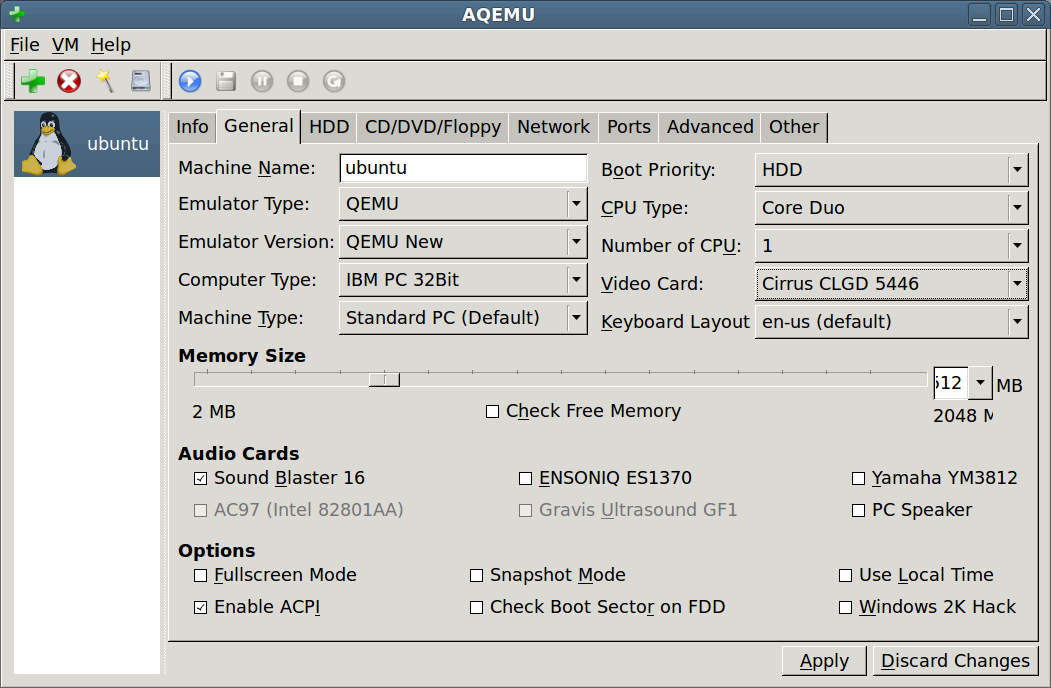 AQEMU
File VM Help
ubuntu
Info General HDD CD/DVD/Floppy Network Ports Advanced Other
Machine Name: ubuntu Boot Priority: HDD
Emulator Type: QEMU CPU Type: Core Duo
Emulator Version: QEMU New Number of CPU: 1
Computer Type: IBM PC 32Bit Video Card: Cirrus CLGD 5446
Machine Type: Standard PC (Default) Keyboard Layout en-us (default)
Memory Size
512 MB
2 MB Check Free Memory 2048 M
Audio Cards
Sound Blaster 16 ENSONIQ ES1370 Yamaha YM3812
AC97 (Intel 82801AA) Gravis Ultrasound GF1 PC Speaker
Options
Fullscreen Mode Snapshot Mode Use Local Time
Enable ACPI Check Boot Sector on FDD Windows 2K Hack
Apply Discard Changes